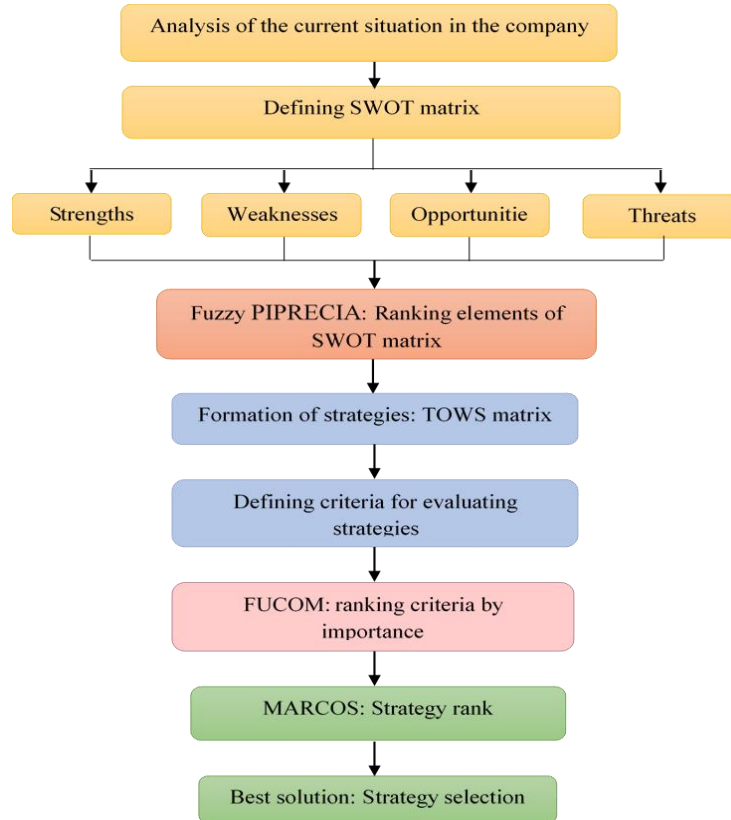 Analysis of the current situation in the company
Defining SWOT matrix
Strengths
Weaknesses
Opportunitie
Threats
Fuzzy PIPRECIA: Ranking elements of
SWOT matrix
Formation of strategies: TOWS matrix
Defining criteria for evaluating
strategies
FUCOM: ranking criteria by
importance
MARCOS: Strategy rank
Best solution: Strategy selection